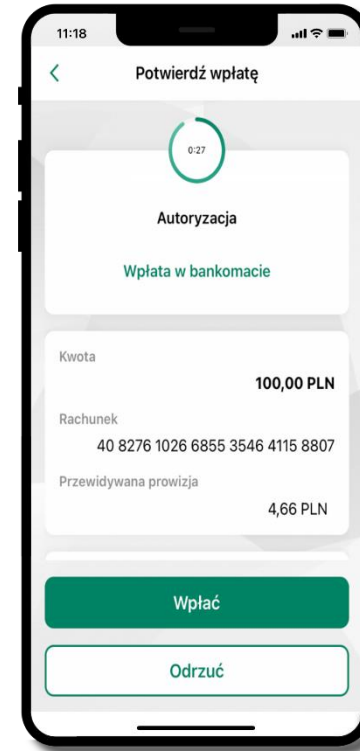 11:18
Potwierdź wpłatę
0:27
Autoryzacja
Wpłata w bankomacie
Kwota
100,00 PLN
Rachunek
40 8276 1026 6855 3546 4115 8807
Przewidywana prowizja
4,66 PLN
Wpłać
Odrzuć